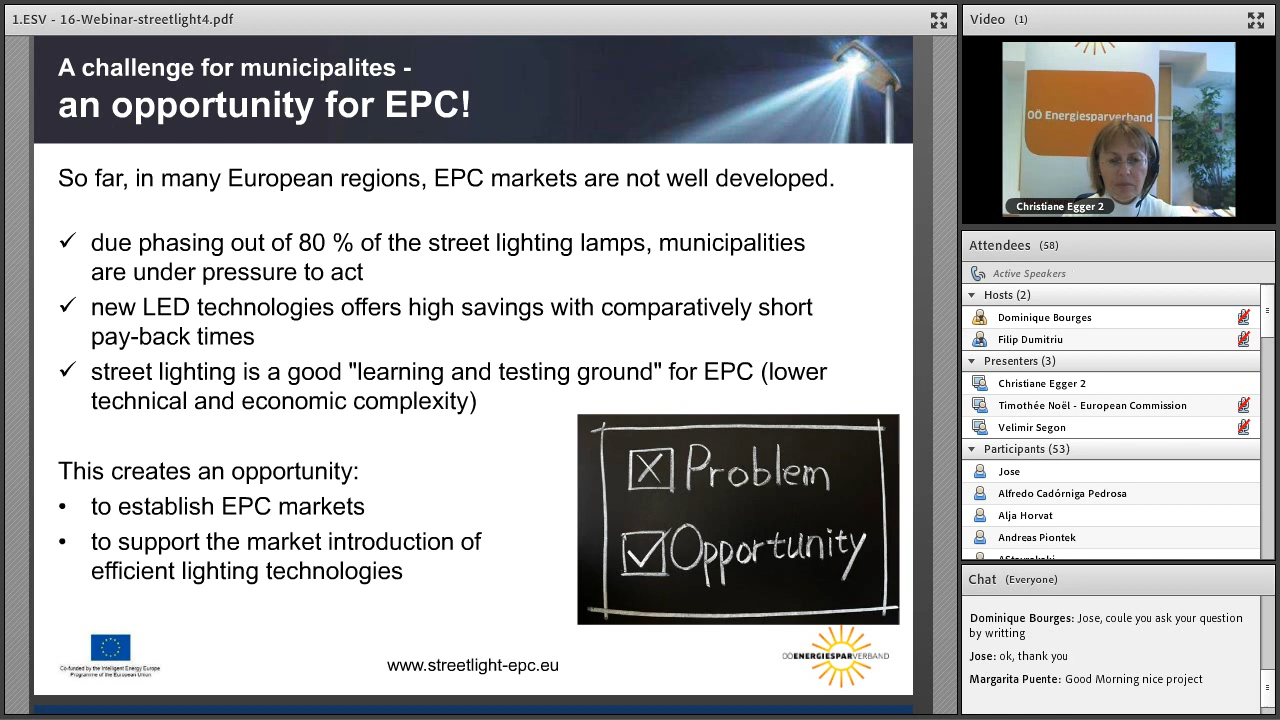 1.ESV - 16-Webinar-streetlight4.pdf
A challenge for municipalites -
an opportunity for EPC!
So far, in many European regions, EPC markets are not well developed.
✓ due phasing out of 80 % of the street lighting lamps, municipalities
are under pressure to act
✓ new LED technologies offers high savings with comparatively short
pay-back times
✓ street lighting is a good "learning and testing ground" for EPC (lower
technical and economic complexity)
This creates an opportunity:
• to establish EPC markets
• to support the market introduction of
efficient lighting technologies
Problem
Opportunity
Co-funded by the Intelligent Energy Europe
Programme of the European Union
www.streetlight-epc.eu
OÖENERGIESPARVERBAND
Video (1)
OÖ Energiesparverband
Christiane Egger 2
Attendees (58)
Active Speakers
Hosts (2)
Dominique Bourges
Filip Dumitriu
Presenters (3)
Christiane Egger 2
Timothée Noël - European Commission
Velimir Segon
Participants (53)
Jose
Alfredo Cadórniga Pedrosa
Alja Horvat
Andreas Piontek
Chat (Everyone)
Dominique Bourges: Jose, coule you ask your question
by writting
Jose: ok, thank you
Margarita Puente: Good Morning nice project